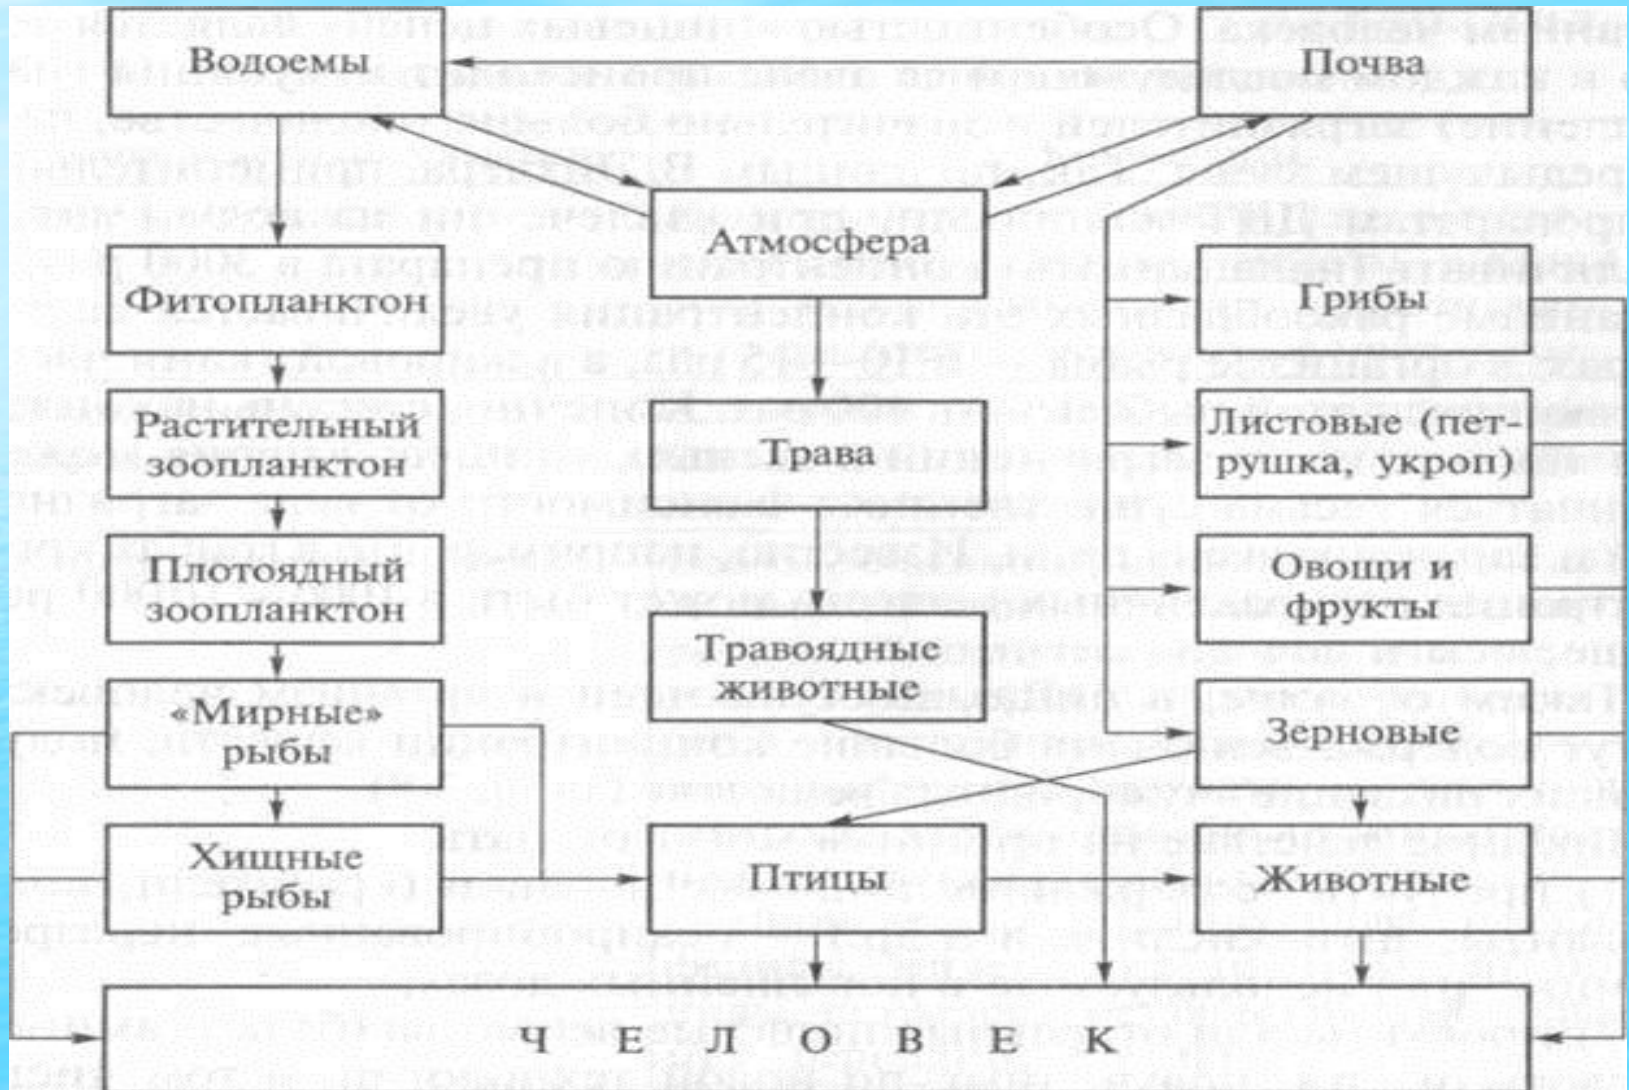 Водоемы
Почва
Атмосфера
Фитопланктон
Грибы
Растительный
зоопланктон
Трава
Листовые (пет-
рушка, укроп)
Плотоядный
зоопланктон
Овощи и
фрукты
Травоядные
животные
«Мирные»
рыбы
Зерновые
Хищные
рыбы
Птицы
Животные
Ч Е Л О В Е К